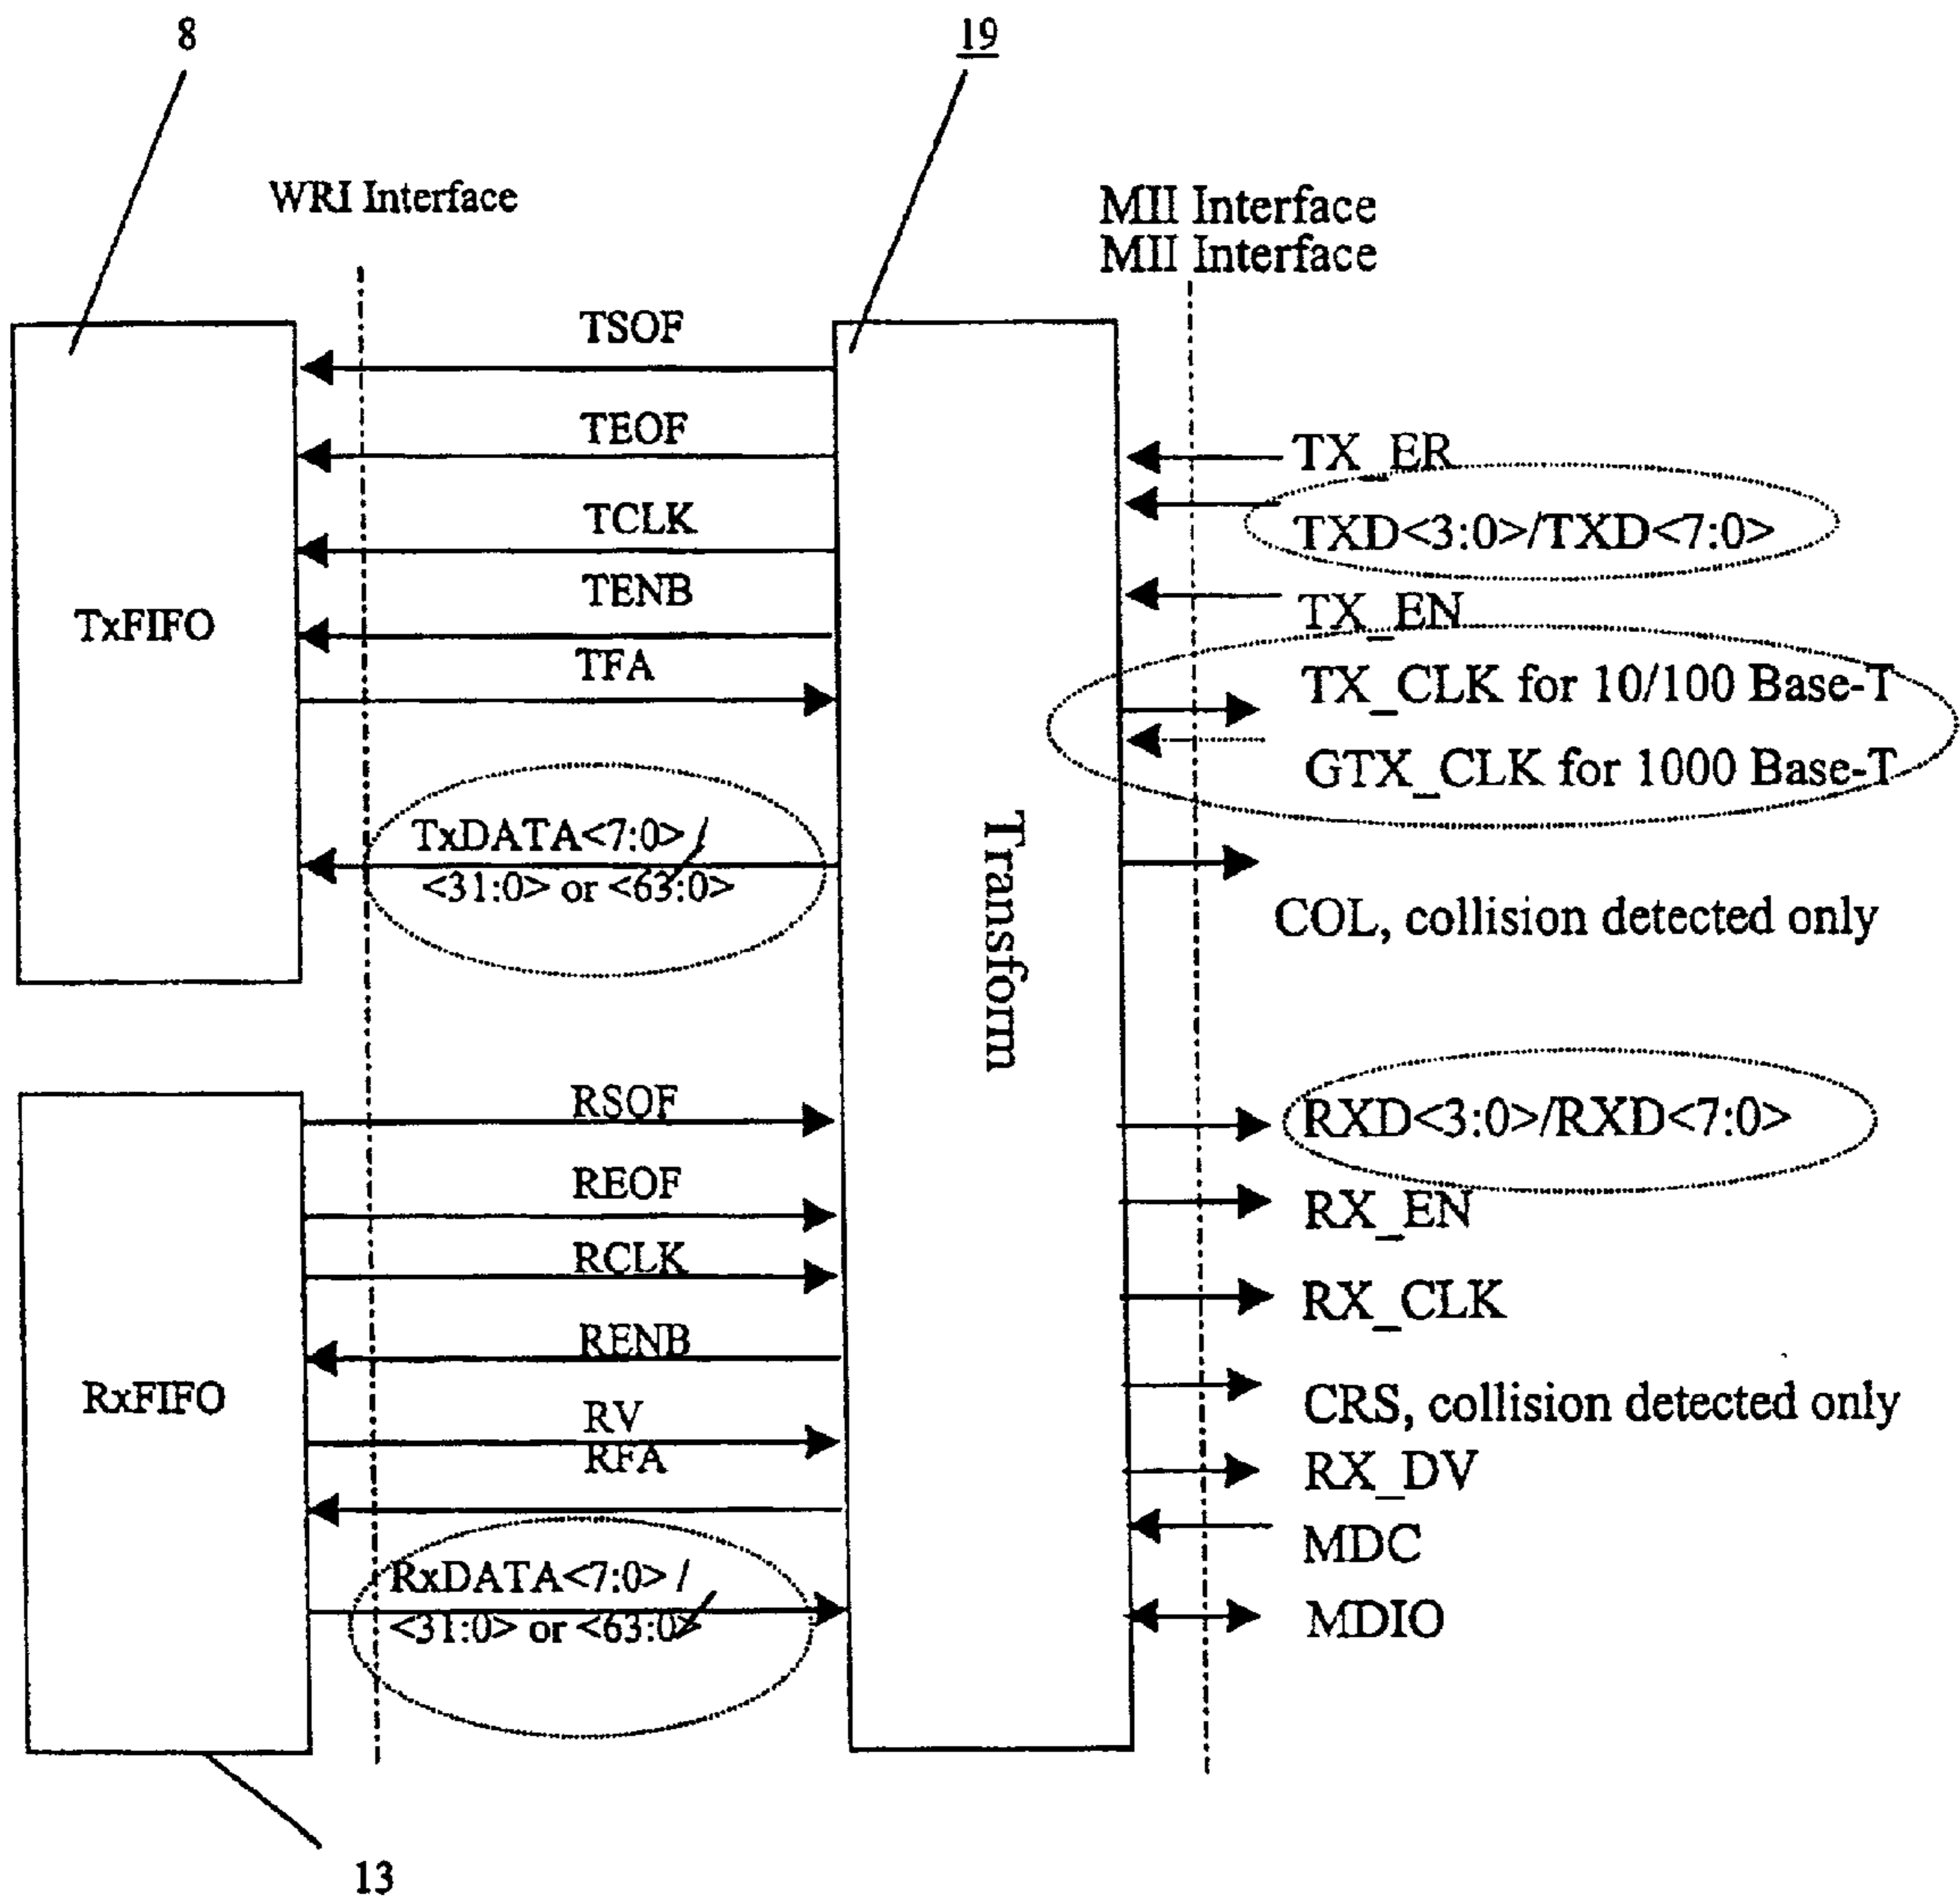 8
19
WRI Interface
MII Interface
MII Interface
TSOF
TEOF
TCLK
TENB
TxFIFO
TFA
TxDATA<7:0> /
<31:0> or <63:0>
Transform
TX_ER
TXD<3:0>/TXD<7:0>
TX_EN
TX_CLK for 10/100 Base-T
GTX_CLK for 1000 Base-T
COL, collision detected only
RSOF
REOF
RCLK
RENB
RxFIFO
RV
RFA
RxDATA<7:0> /
<31:0> or <63:0>
RXD<3:0>/RXD<7:0>
RX_EN
RX_CLK
CRS, collision detected only
RX_DV
MDC
MDIO
13